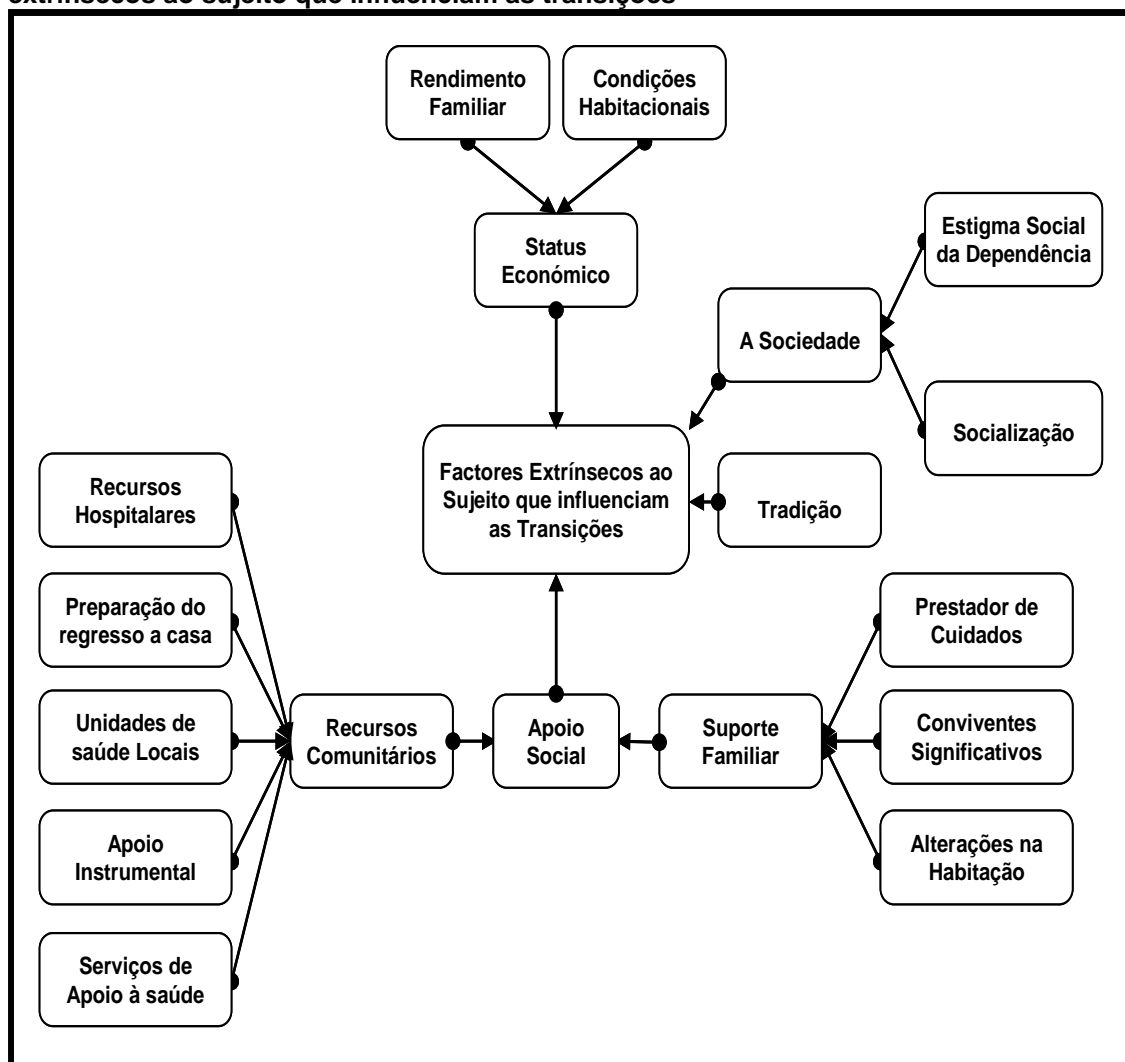 extrínsecos ao sujeito que influenciam as transições
Rendimento
Familiar
Condições
Habitacionais
Status
Económico
Estigma Social
da Dependência
A Sociedade
Socialização
Factores Extrínsecos ao
Sujeito que influenciam
as Transições
Tradição
Recursos
Hospitalares
Preparação do
regresso a casa
Unidades de
saúde Locais
Apoio
Instrumental
Serviços de
Apoio à saúde
Recursos
Comunitários
Apoio
Social
Suporte
Familiar
Prestador de
Cuidados
Conviventes
Significativos
Alterações na
Habitação